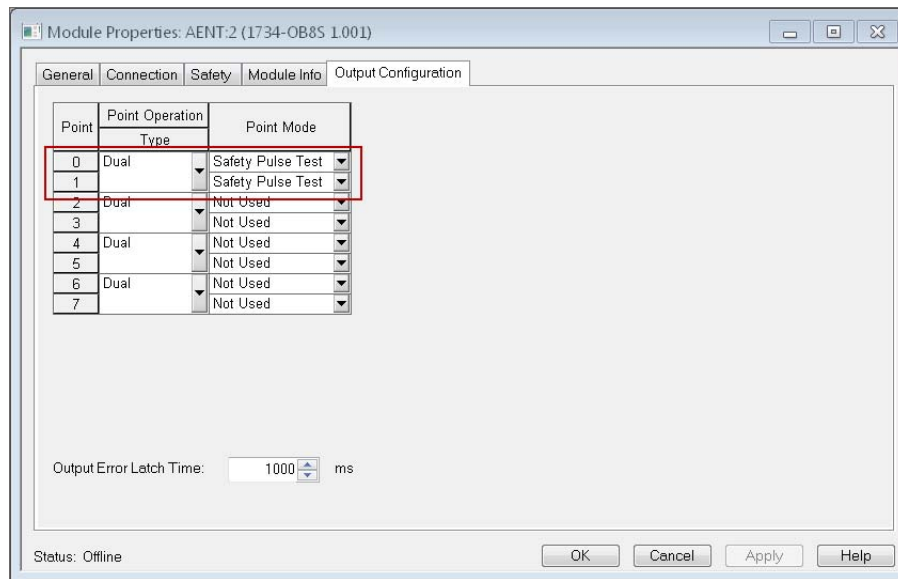 Module Properties: AENT:2 (1734-OB8S 1.001)
General Connection Safety Module Info Output Configuration
Point Point Operation Point Mode
Type
0 Dual Safety Pulse Test
1 Safety Pulse Test
2 Dual Not Used
3 Not Used
4 Dual Not Used
5 Not Used
6 Dual Not Used
7 Not Used
Output Error Latch Time: 1000 ms
Status: Offline OK Cancel Apply Help